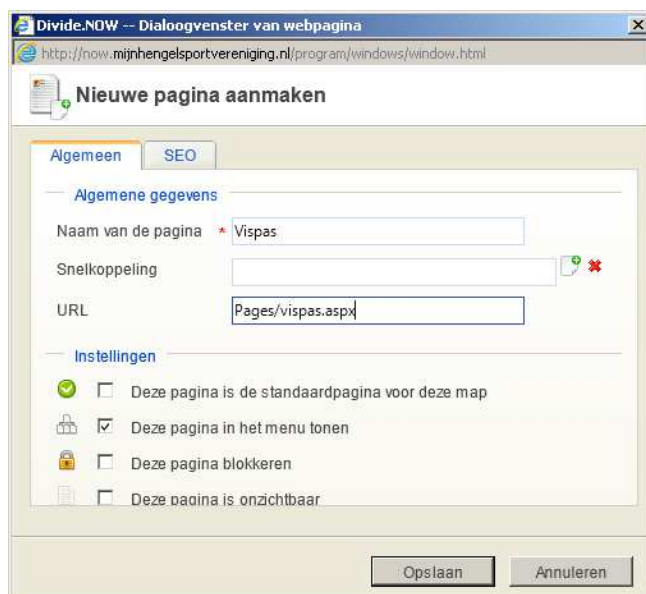 Divide.NOW -- Dialoogvenster van webpagina
http://now.mijnhengelsportvereniging.nl/program/windows/window.html
Nieuwe pagina aanmaken
Algemeen SEO
Algemene gegevens
Naam van de pagina * Vispas
Snelkoppeling
URL Pages/vispas.aspx
Instellingen
Deze pagina is de standaardpagina voor deze map
Deze pagina in het menu tonen
Deze pagina blokkeren
Deze pagina is onzichtbaar
Opslaan Annuleren